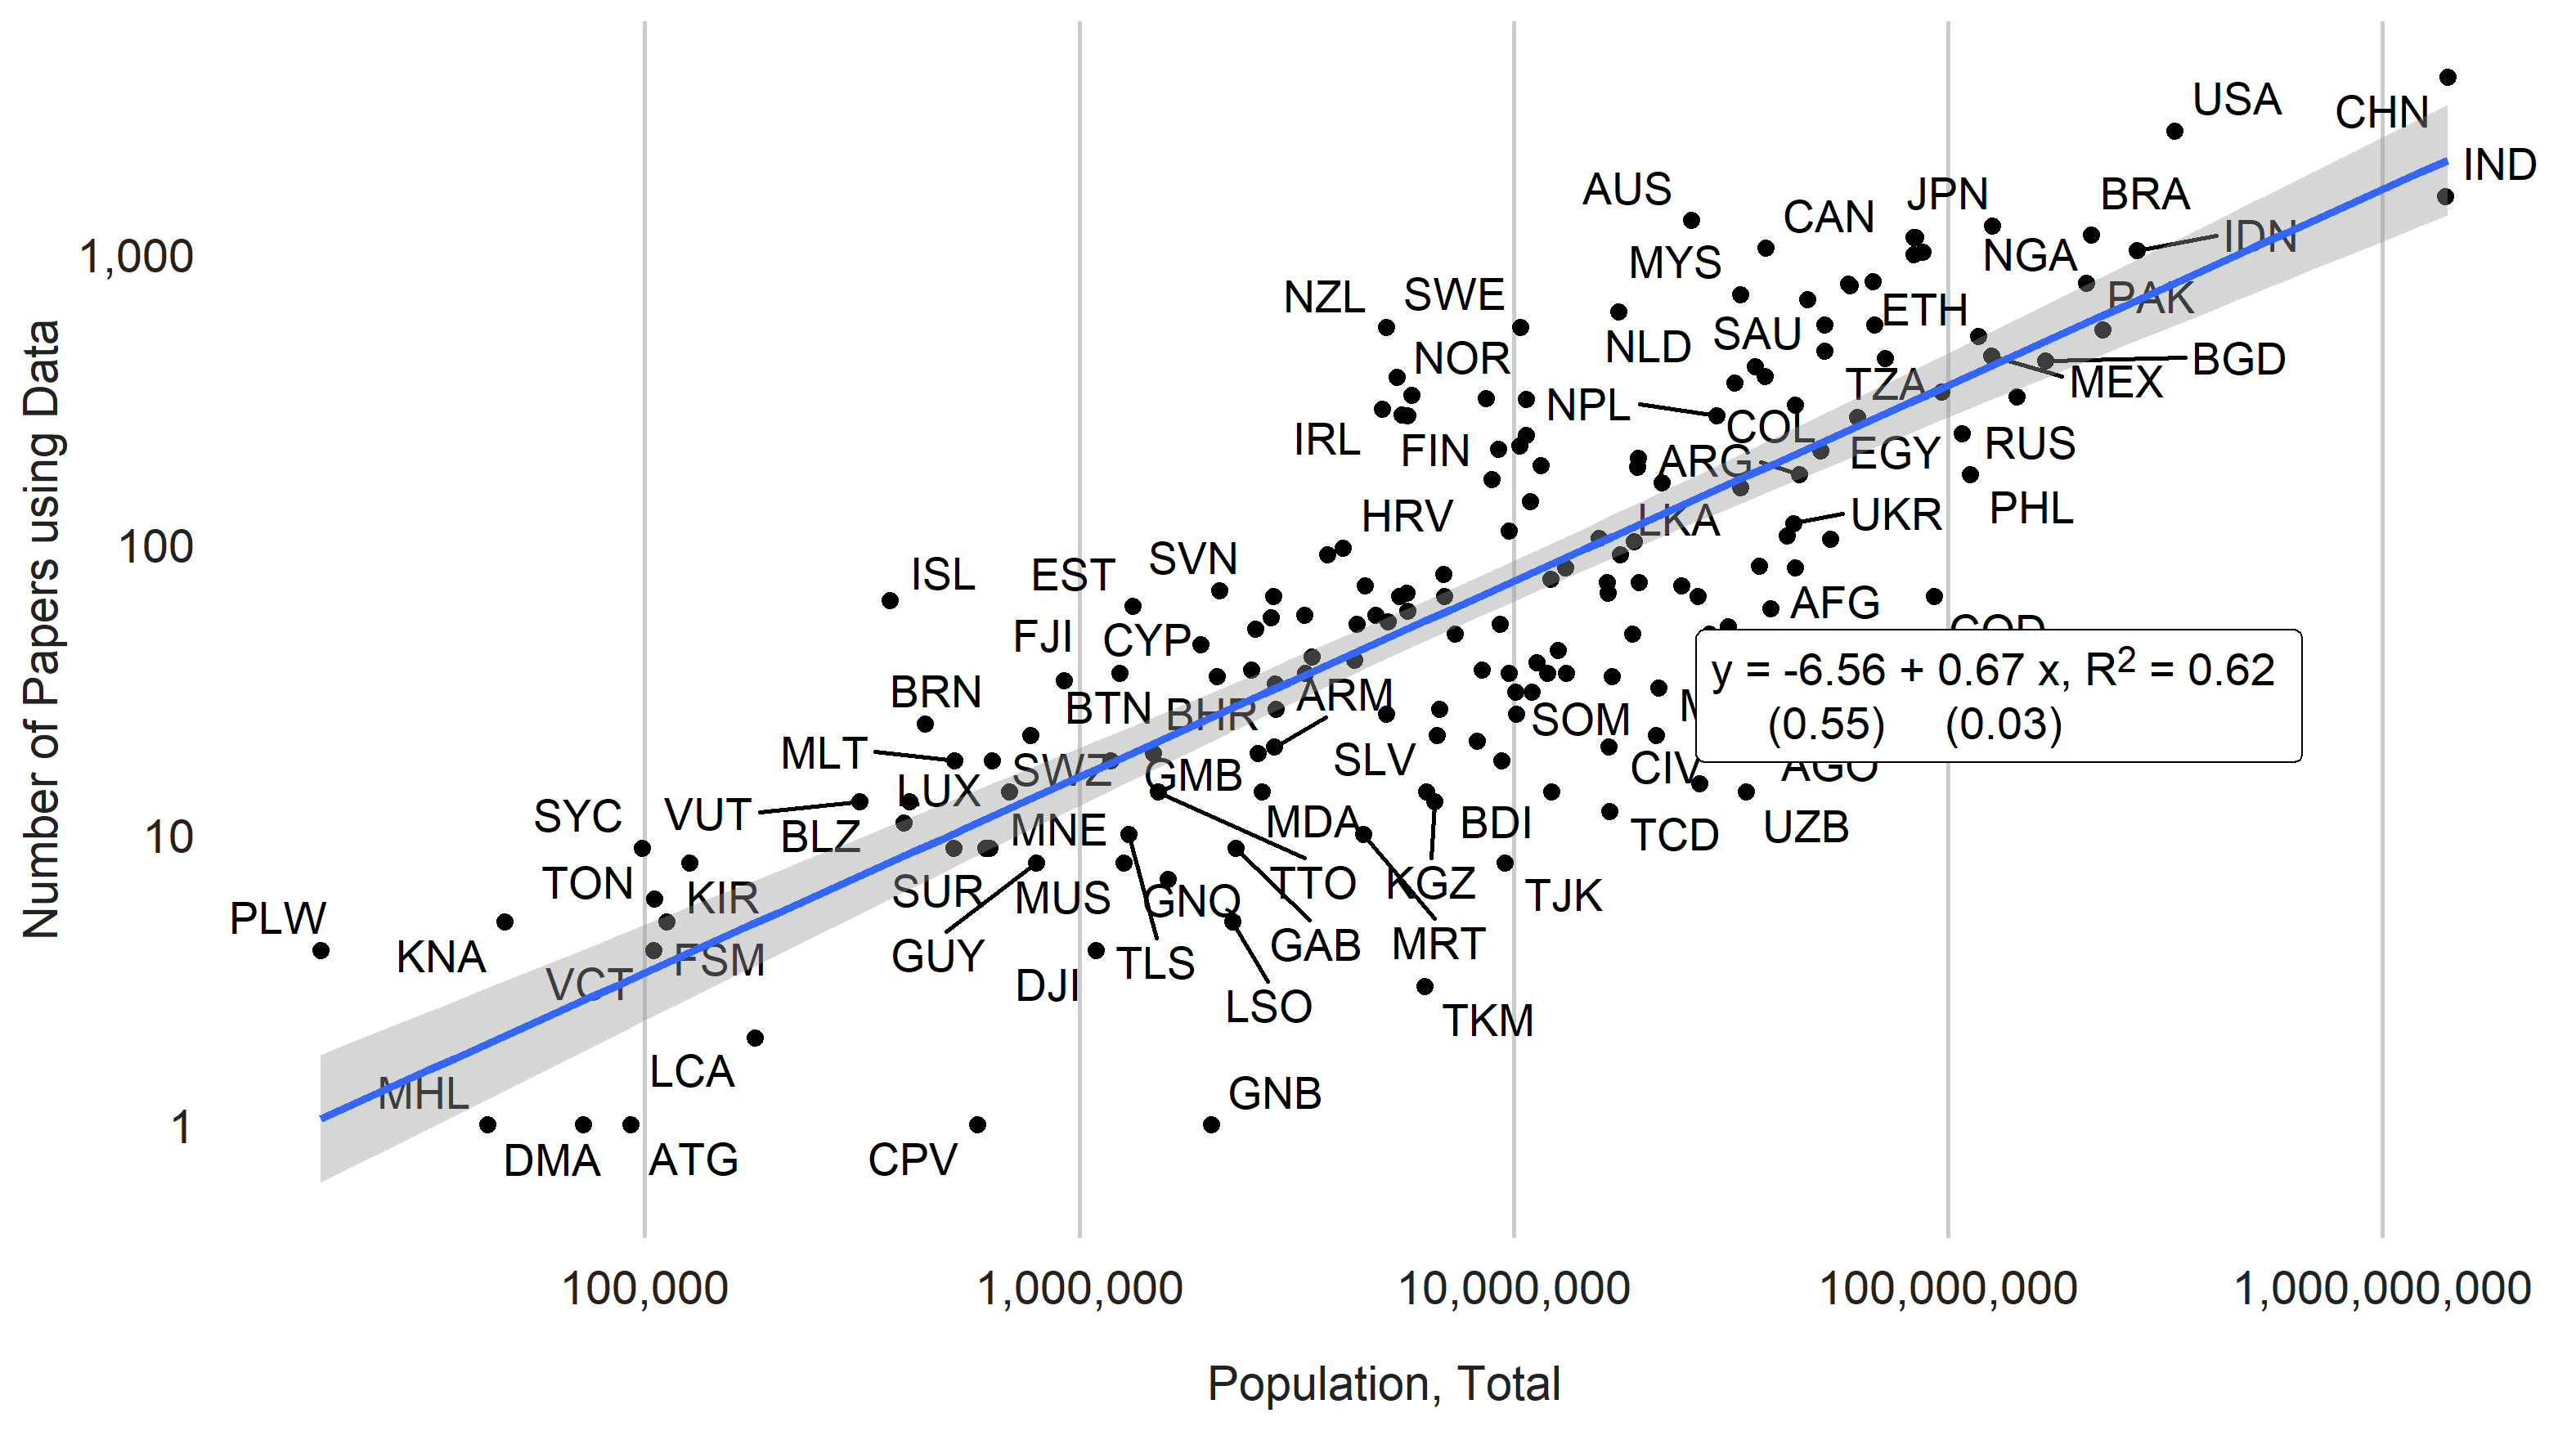 USA
CHN
IND
AUS
CAN
JPN
BRA
IDN
1,000
MYS
NGA
NZL
SWE
PAK
ETH
NLD
SAU
NOR
BGD
TZA
MEX
NPL
COL
IRL
FIN
ARG
EGY
RUS
HRV
LKA
UKR
PHL
100
SVN
ISL
EST
AFG
FJI
CYP
y = -6.56 + 0.67 x, R² = 0.62
(0.55) (0.03)
BRN
BTN
BHR
ARM
SOM
MLT
SWZ
GMB
SLV
CIV
AGO
LUX
SYC
VUT
BLZ
MNE
MDA
BDI
TCD
UZB
10
TON
KIR
SUR
MUS
GNQ
TTO
KGZ
TJK
PLW
KNA
FSM
GUY
TLS
GAB
MRT
VCT
DJI
LSO
TKM
LCA
MHL
GNB
1
DMA
ATG
CPV
Number of Papers using Data
100,000
1,000,000
10,000,000
100,000,000
1,000,000,000
Population, Total